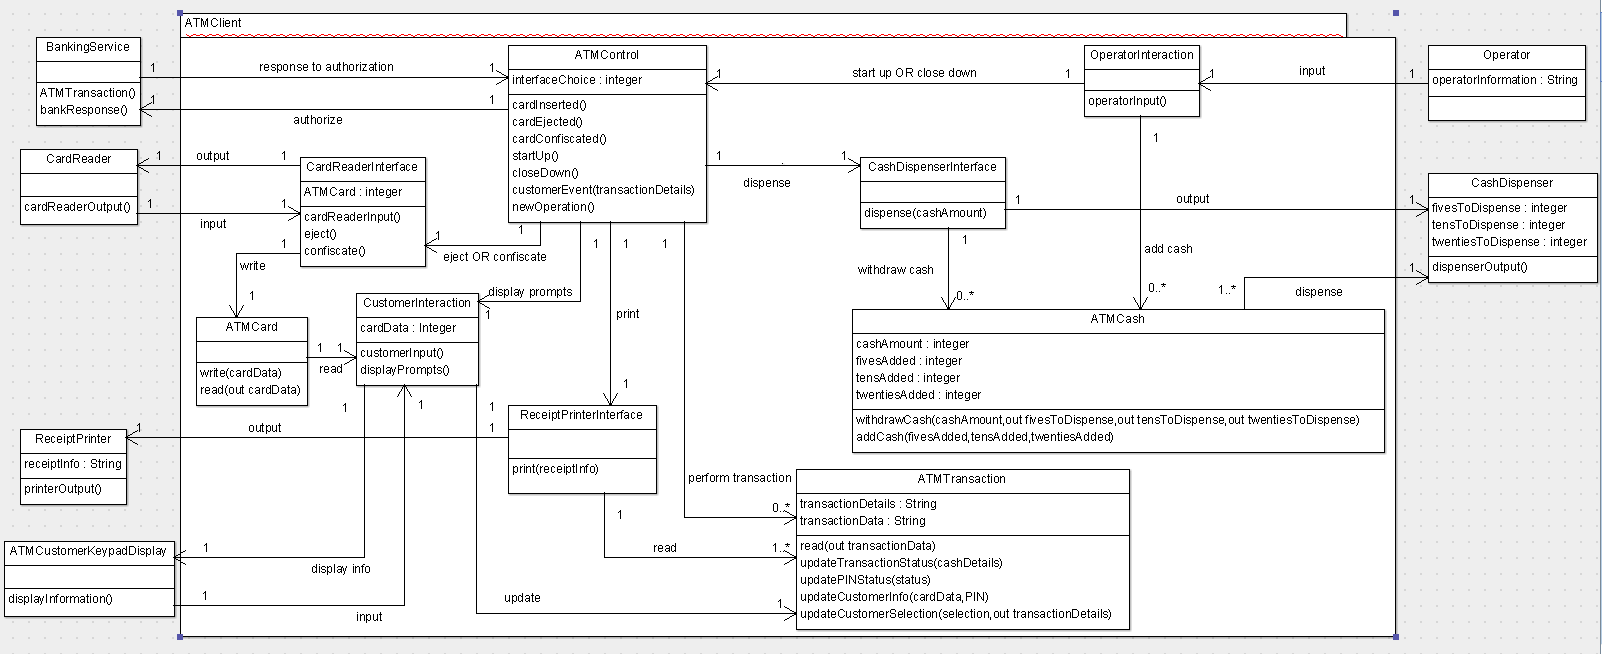 ATMClient
BankingService
ATMTransaction()
bankResponse()
1
response to authorization
1
1
authorize
1
ATMControl
interfaceChoice : integer
cardInserted()
cardEjected()
cardConfiscated()
startUp()
closeDown()
customerEvent(transactionDetails)
newOperation()
1
start up OR close down
1
OperatorInteraction
operatorInput()
1
input
1
Operator
operatorInformation : String
CardReader
cardReaderOutput()
1
output
1
1
input
1
CardReaderInterface
ATMCard : integer
cardReaderInput()
eject()
confiscate()
1
dispense
1
CashDispenserInterface
dispense(cashAmount)
1
output
1
CashDispenser
fivesToDispense : integer
tensToDispense : integer
twentiesToDispense : integer
dispenserOutput()
1
1
eject OR confiscate
1
write
1
1
display prompts
1
1
print
1
1
1
withdraw cash
0..*
1
add cash
0..*
1..*
dispense
1
ATMCard
write(cardData)
read(out cardData)
1
1
read
CustomerInteraction
cardData : Integer
customerInput()
displayPrompts()
ATMCash
cashAmount : integer
fivesAdded : integer
tensAdded : integer
twentiesAdded : integer
withdrawCash(cashAmount,out fivesToDispense,out tensToDispense,out twentiesToDispense)
addCash(fivesAdded,tensAdded,twentiesAdded)
1
1
1
ReceiptPrinter
receiptInfo : String
printerOutput()
1
output
1
ReceiptPrinterInterface
print(receiptInfo)
perform transaction
0..*
1
read
1..*
ATMTransaction
transactionDetails : String
transactionData : String
read(out transactionData)
updateTransactionStatus(cashDetails)
updatePINStatus(status)
updateCustomerInfo(cardData,PIN)
updateCustomerSelection(selection,out transactionDetails)
ATMCustomerKeypadDisplay
displayInformation()
1
display info
1
input
update
1